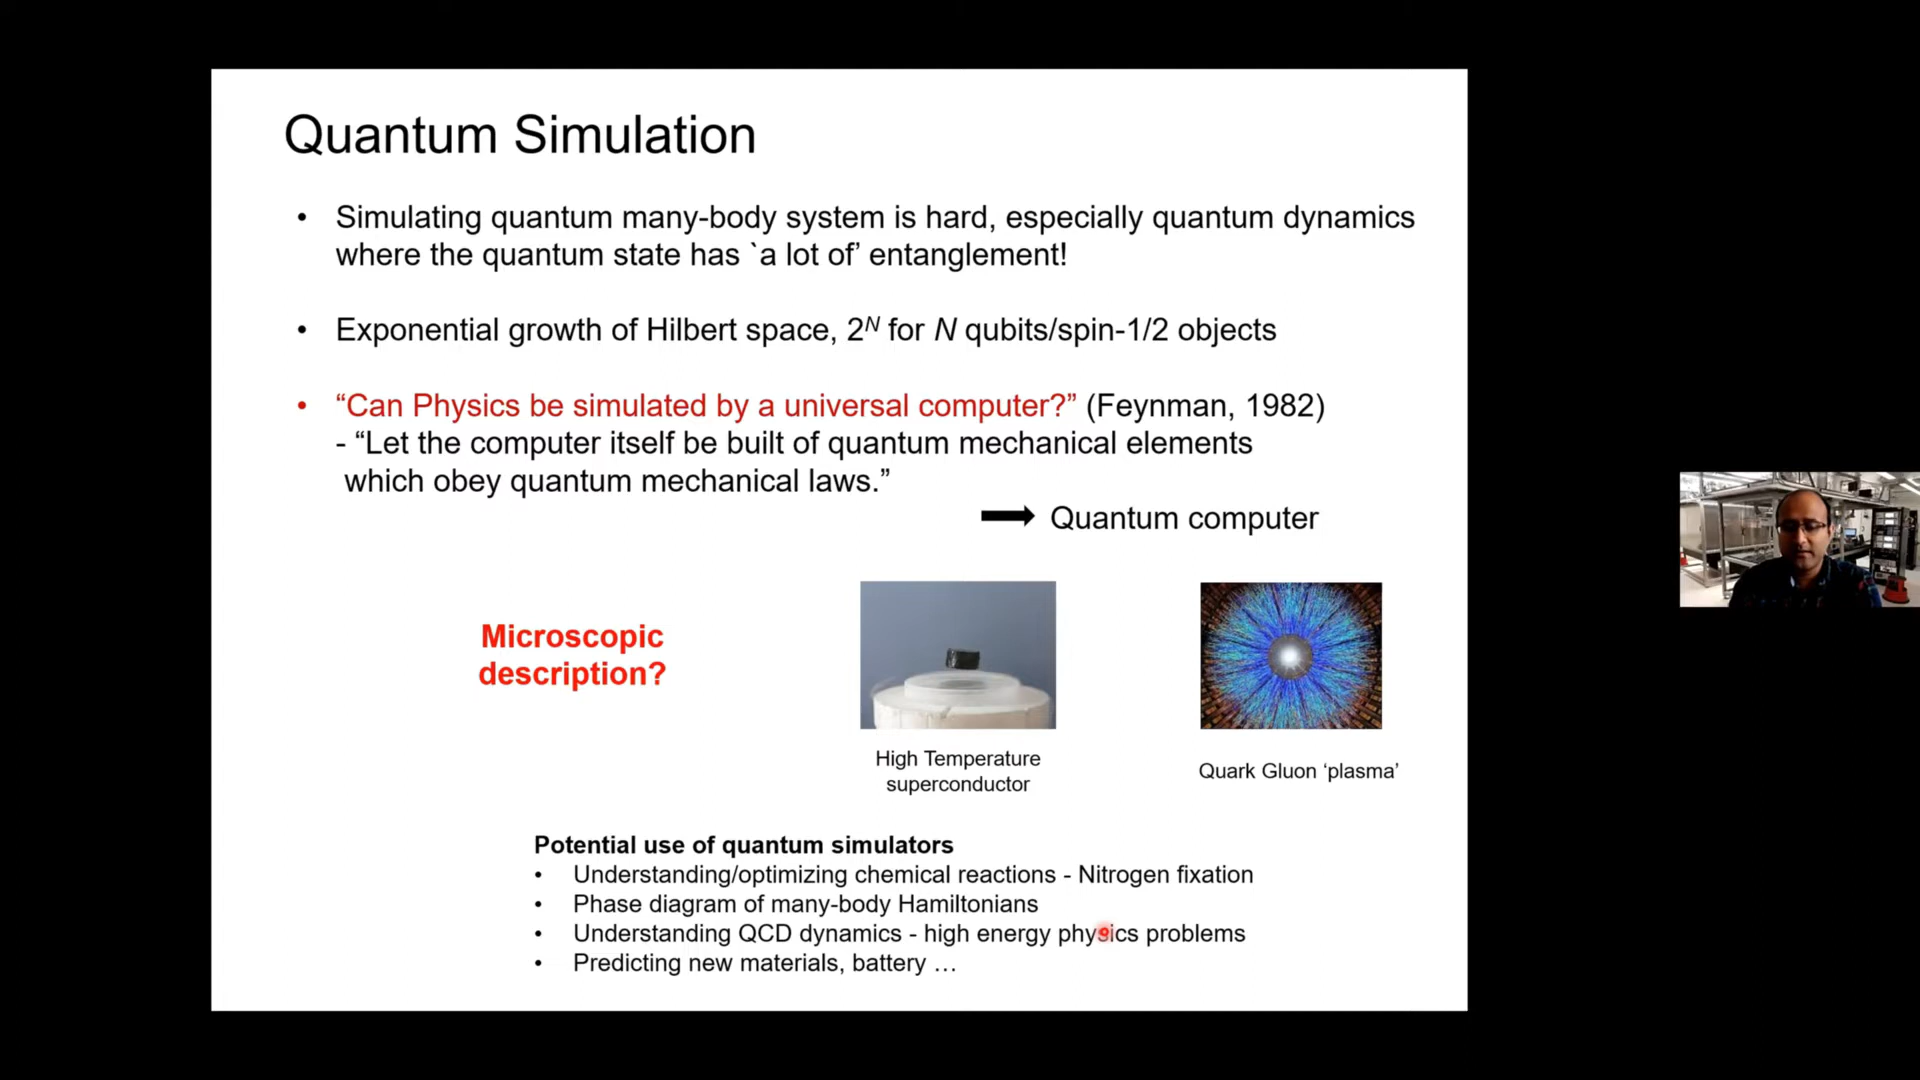 Quantum Simulation
• Simulating quantum many-body system is hard, especially quantum dynamics
where the quantum state has `a lot of’ entanglement!
• Exponential growth of Hilbert space, 2^N for N qubits/spin-1/2 objects
• “Can Physics be simulated by a universal computer?” (Feynman, 1982)
- “Let the computer itself be built of quantum mechanical elements
which obey quantum mechanical laws.”
Quantum computer
Microscopic
description?
High Temperature
superconductor
Quark Gluon ‘plasma’
Potential use of quantum simulators
• Understanding/optimizing chemical reactions - Nitrogen fixation
• Phase diagram of many-body Hamiltonians
• Understanding QCD dynamics - high energy physics problems
• Predicting new materials, battery …